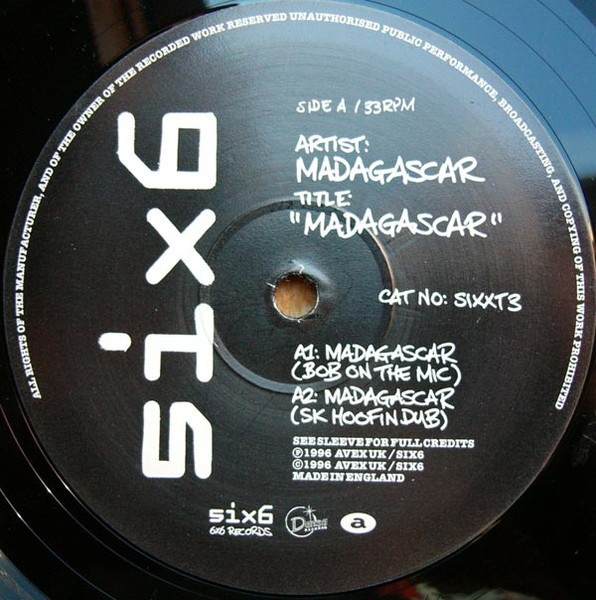 ALL RIGHTS OF THE MANUFACTURER, AND OF THE OWNER OF THE RECORDED WORK RESERVED UNAUTHORISED PUBLIC PERFORMANCE, BROADCASTING, AND COPYING OF THIS WORK PROHIBITED
six6
SIDE A / 33RPM
ARTIST:
MADAGASCAR
TITLE:
"MADAGASCAR"
CAT NO: SIXXT3
A1: MADAGASCAR
(BOB ON THE MIC)
A2: MADAGASCAR
(SK HOOFIN DUB)
SEE SLEEVE FOR FULL CREDITS
℗1996 AVEX UK / SIX6
©1996 AVEX UK / SIX6
MADE IN ENGLAND
six6
6x6 RECORDS
a